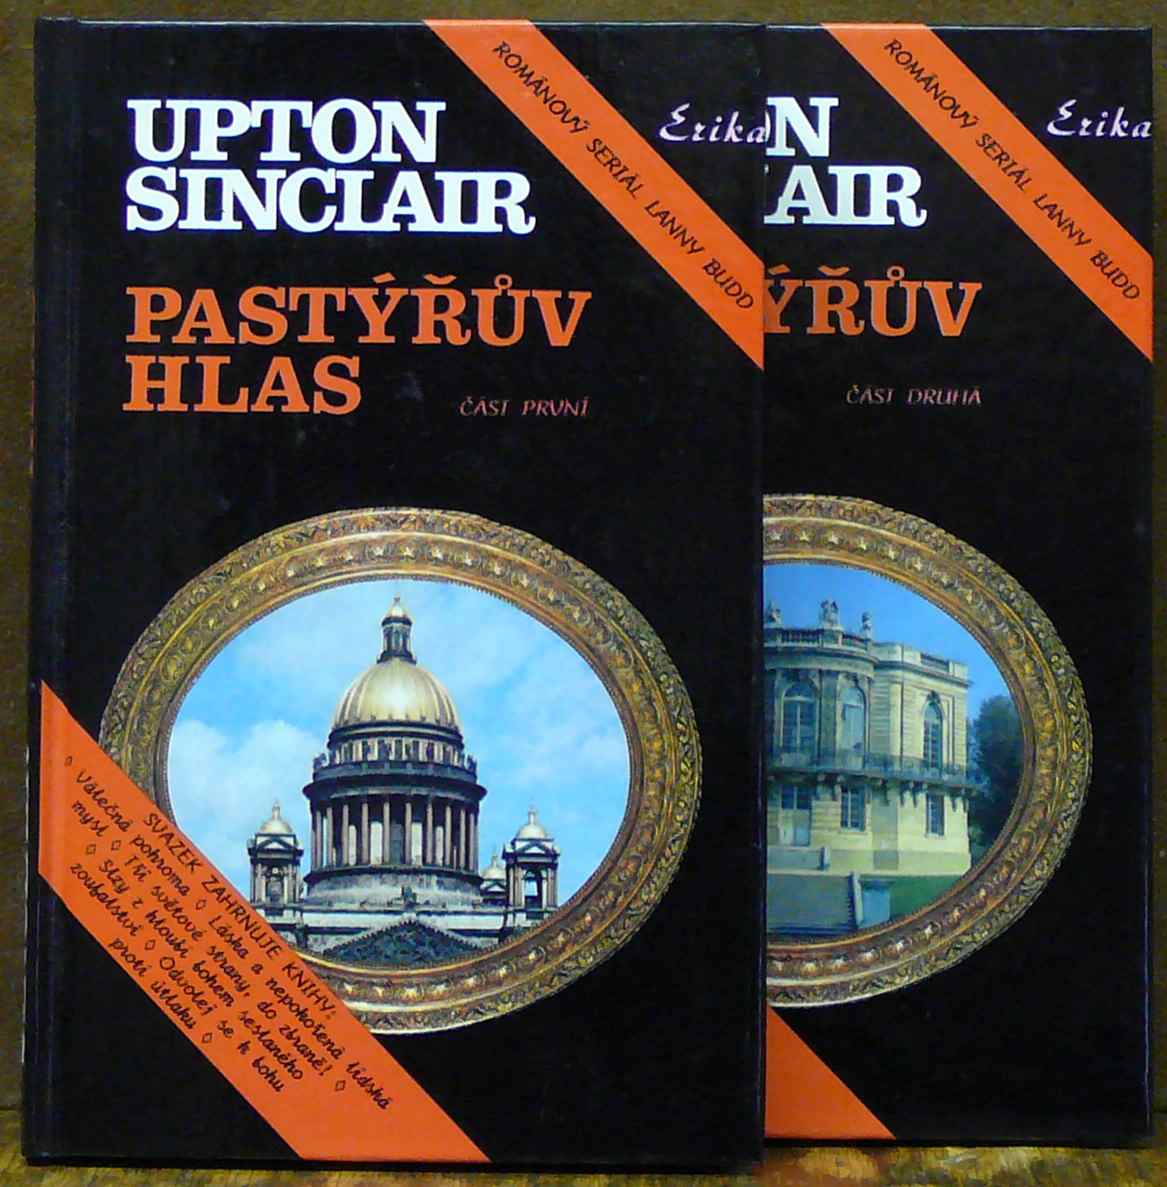 UPTON
SINCLAIR
PASTÝŘŮV
HLAS
ČÁST PRVNÍ
ROMÁNOVÝ SERIÁL LANNY BUDD
Erika
SVAZEK ZAHRNUJE KNIHY:
◊ Válečná pohroma ◊ Láska a nepokořená lidská
mysl ◊ Tři světové strany, do zbraně! ◊
◊ Slzy z hloubi bohem seslaného
zoufalství ◊ Odvoleš se k bohu
proti útlaku ◊
ON
AIR
ÝŘŮV
ČÁST DRUHÁ
ROMÁNOVÝ SERIÁL LANNY BUDD
Erika